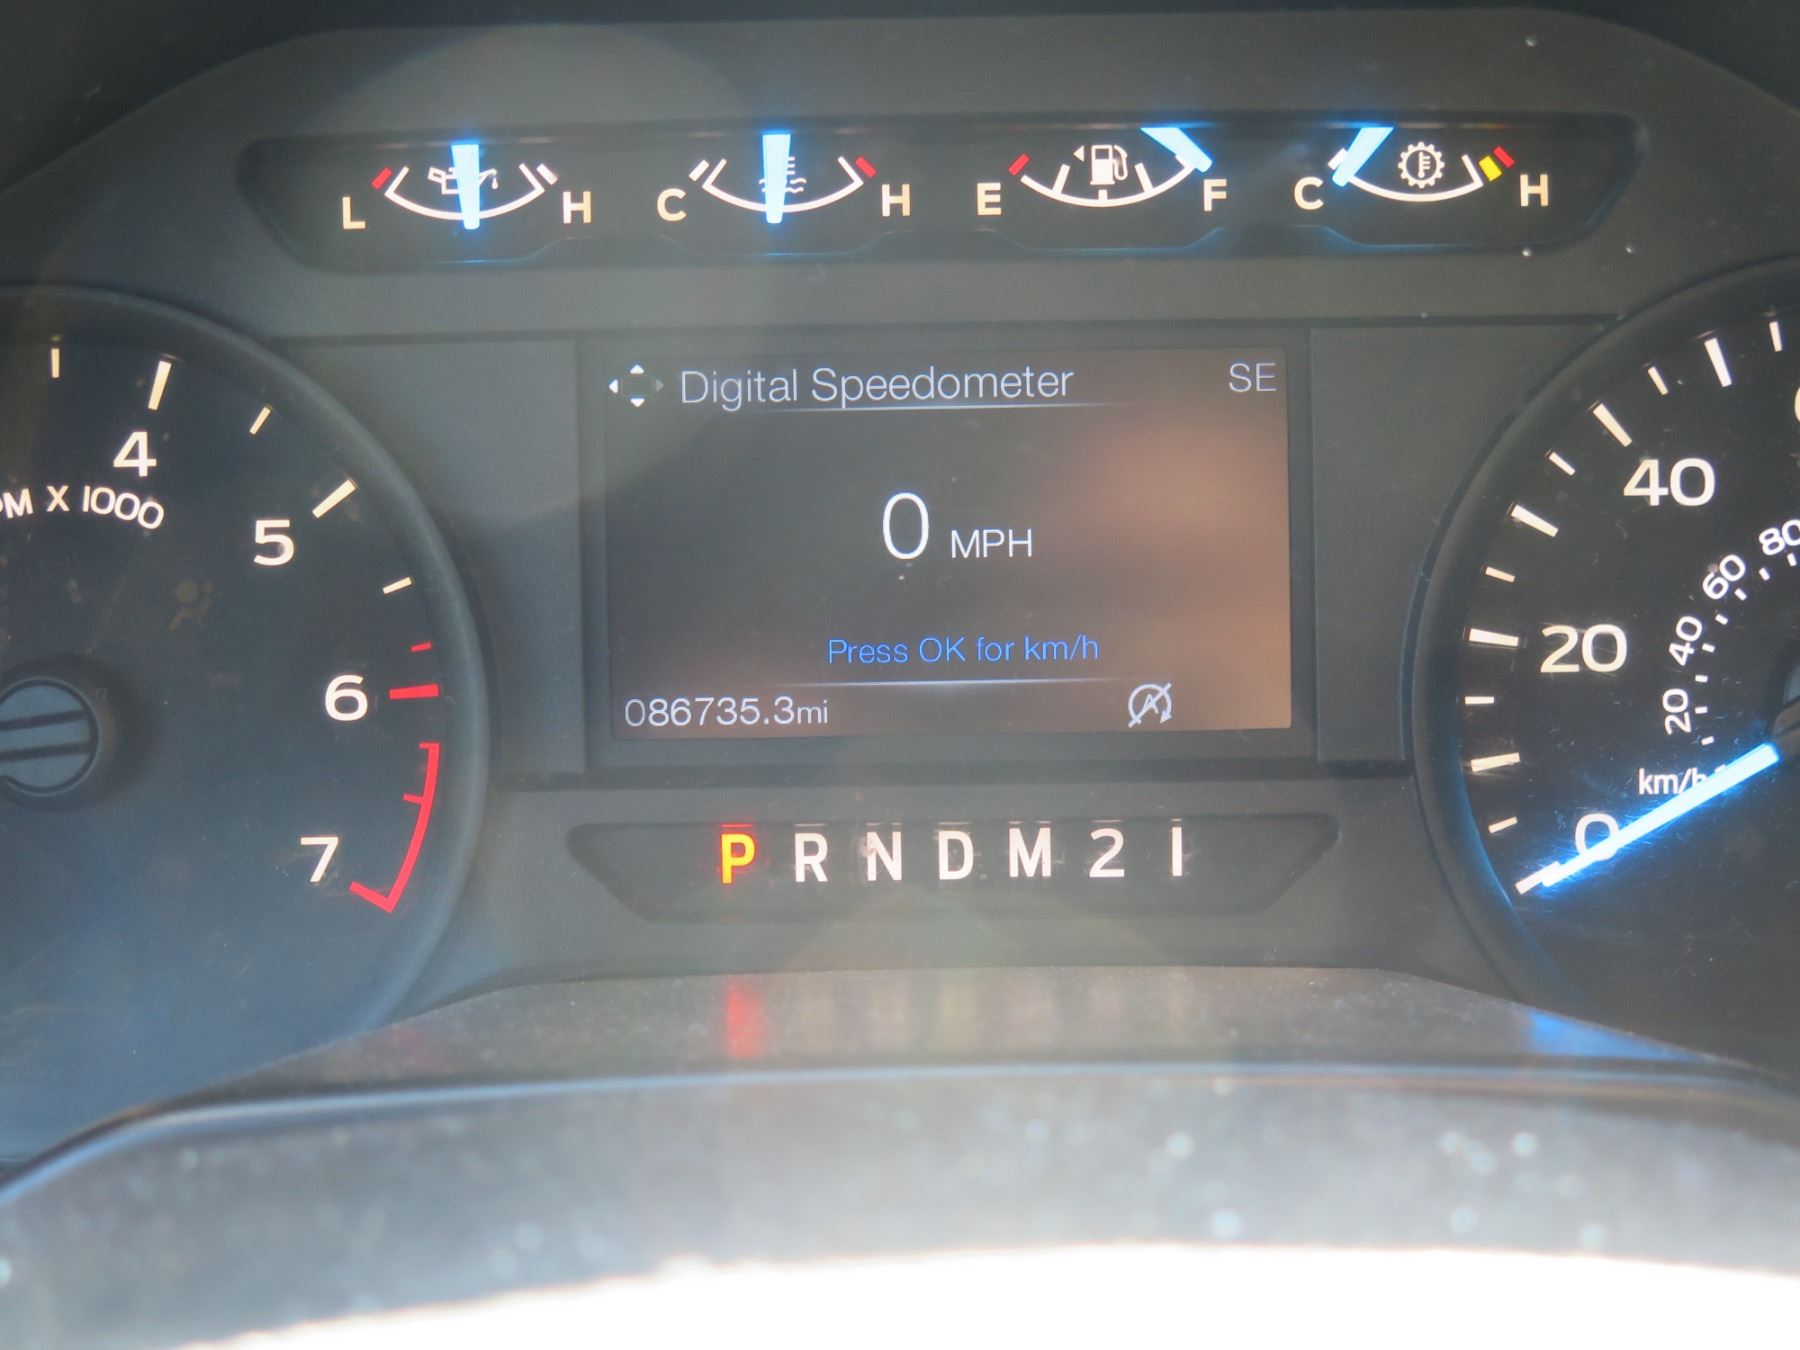 L H C H E F C H
Digital Speedometer SE
0 MPH
Press OK for km/h
086735.3mi
P R N D M 2 1
4
5
6
7
X 1000
40
20
0
80
60
40
20
km/h